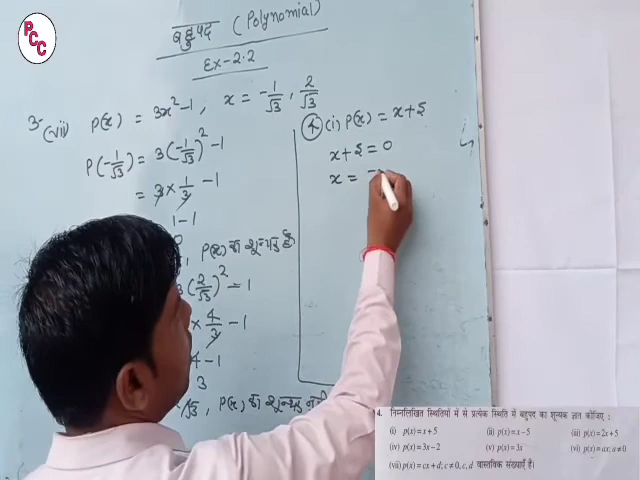 PCC
बहुपद (Polynomial)
Ex-2.2
3 (vii) P(x) = 3x² - 1, x = -1/√3, 2/√3
P(-1/√3) = 3(-1/√3)² - 1
= 3 × 1/3 - 1
1 - 1
0
, P(x) का शून्यक है
3(2/√3)² - 1
× 4/3 - 1
4 - 1
3
/√3, P(x) का शून्यक नहीं
4. (i) P(x) = x + 5
x + 5 = 0
x = -
4. निम्नलिखित स्थितियों में से प्रत्येक स्थिति में बहुपद का शून्यक ज्ञात कीजिए :
(i) p(x) = x + 5 (ii) p(x) = x - 5 (iii) p(x) = 2x + 5
(iv) p(x) = 3x - 2 (v) p(x) = 3x (vi) p(x) = ax, a ≠ 0
(vii) p(x) = cx + d; c ≠ 0, c, d वास्तविक संख्याएँ हैं।